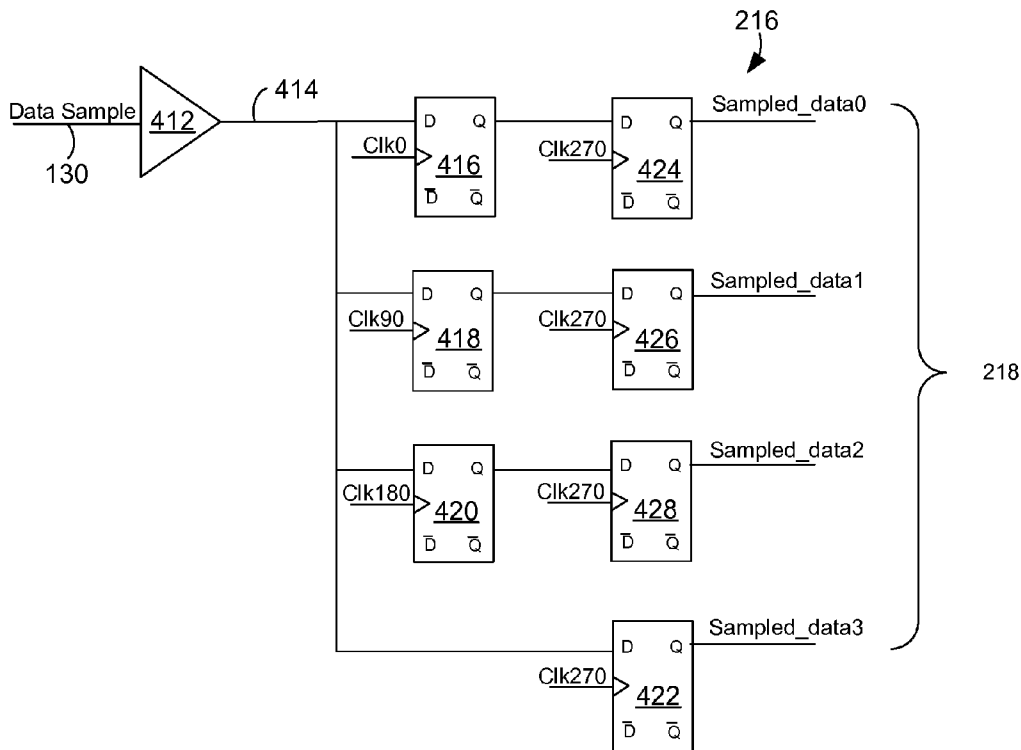 216
Data Sample
412
414
130
D Q
Clk0
416
D̅ Q̅
D Q
Clk270
424
D̅ Q̅
Sampled_data0
D Q
Clk90
418
D̅ Q̅
D Q
Clk270
426
D̅ Q̅
Sampled_data1
218
D Q
Clk180
420
D̅ Q̅
D Q
Clk270
428
D̅ Q̅
Sampled_data2
D Q
Clk270
422
D̅ Q̅
Sampled_data3